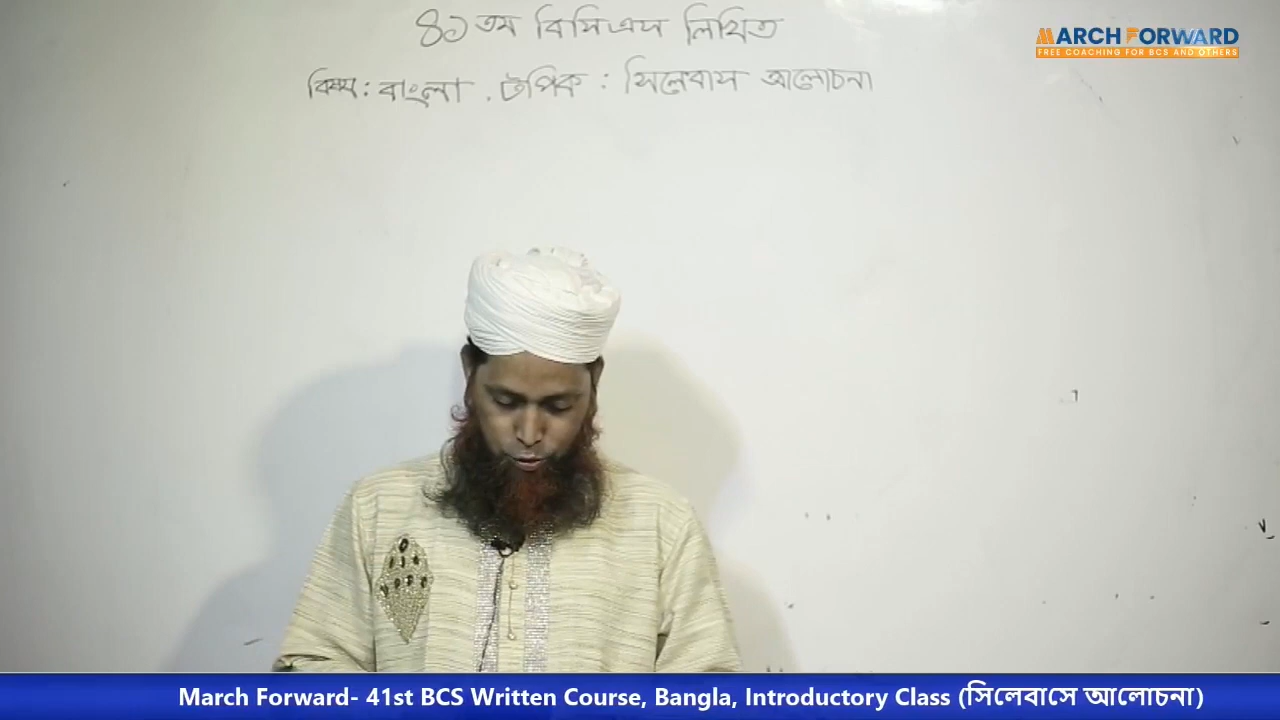 ৪১তম বিসিএস লিখিত
MARCH FORWARD
FREE COACHING FOR BCS AND OTHERS
বিষয়: বাংলা, টপিক : সিলেবাস আলোচনা
March Forward- 41st BCS Written Course, Bangla, Introductory Class (সিলেবাসে আলোচনা)